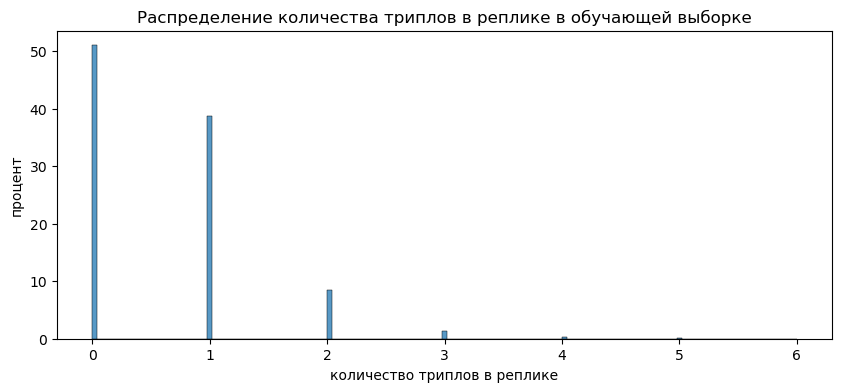 Распределение количества триплов в реплике в обучающей выборке
процент
50
40
30
20
10
0
0 1 2 3 4 5 6
количество триплов в реплике